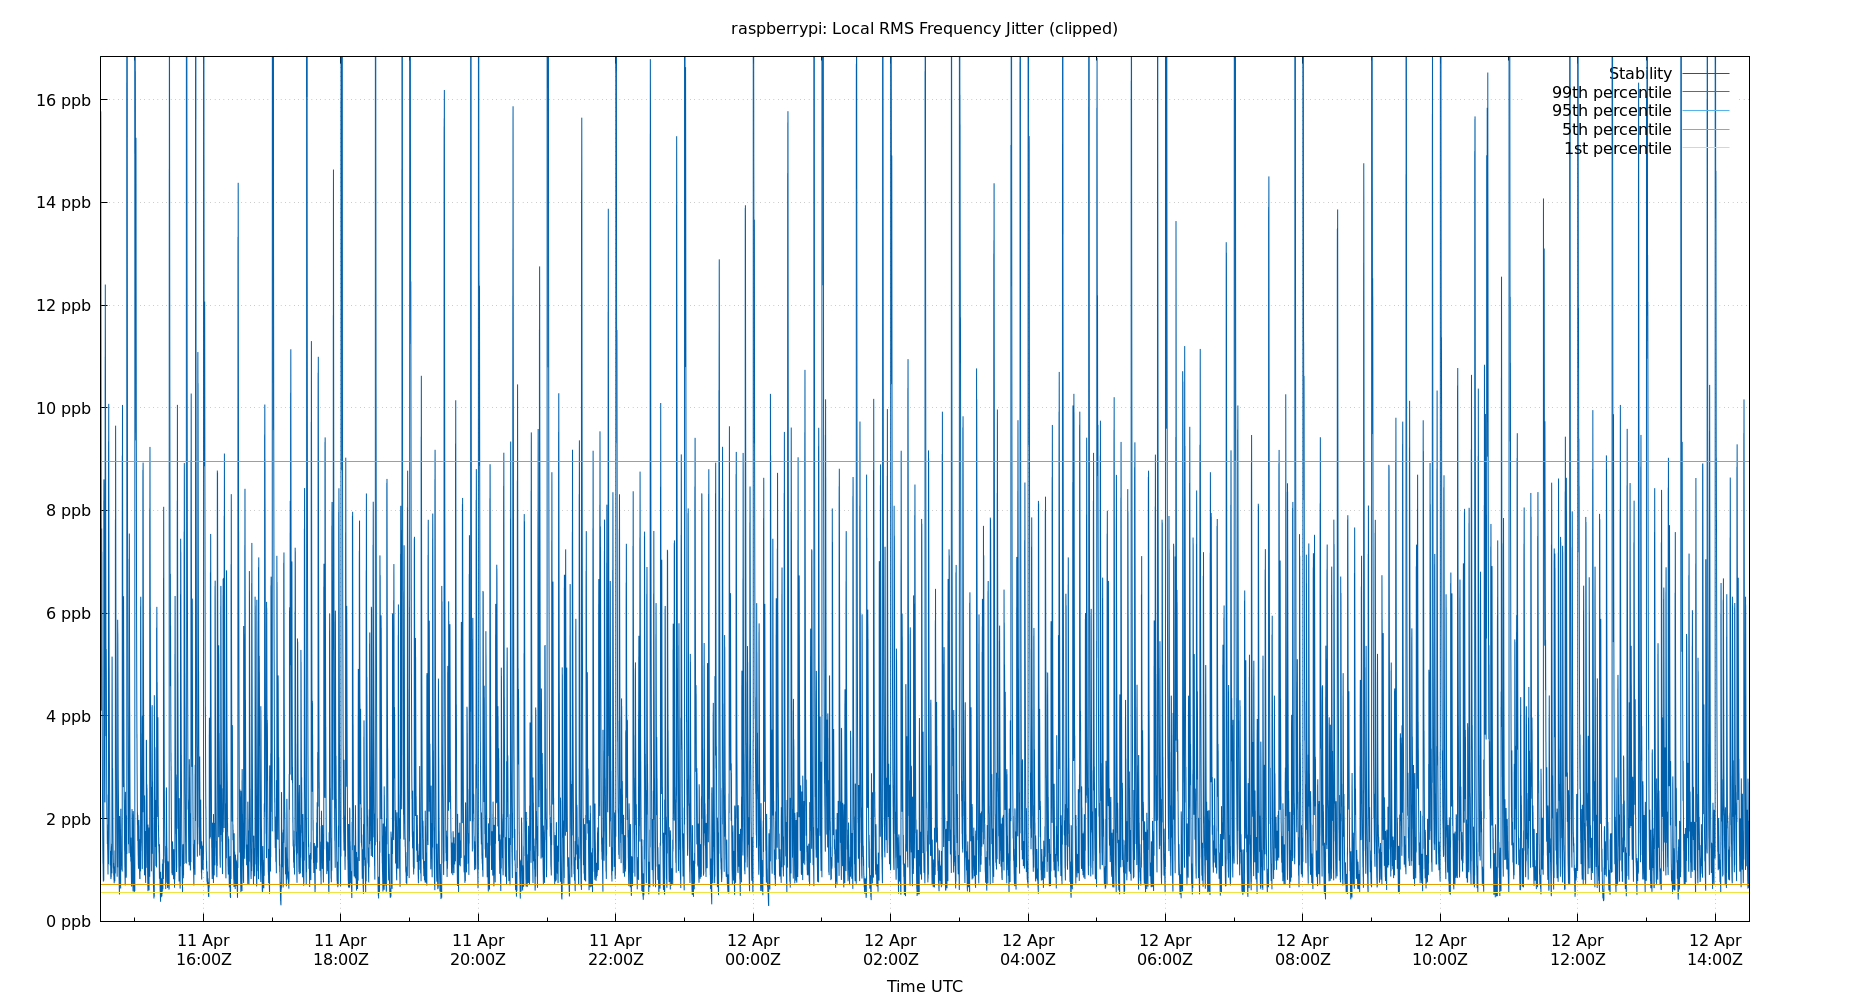 raspberrypi: Local RMS Frequency Jitter (clipped)
Stability
99th percentile
95th percentile
5th percentile
1st percentile
16 ppb
14 ppb
12 ppb
10 ppb
8 ppb
6 ppb
4 ppb
2 ppb
0 ppb
11 Apr 11 Apr 11 Apr 11 Apr 12 Apr 12 Apr 12 Apr 12 Apr 12 Apr 12 Apr 12 Apr 12 Apr
16:00Z 18:00Z 20:00Z 22:00Z 00:00Z 02:00Z 04:00Z 06:00Z 08:00Z 10:00Z 12:00Z 14:00Z
Time UTC